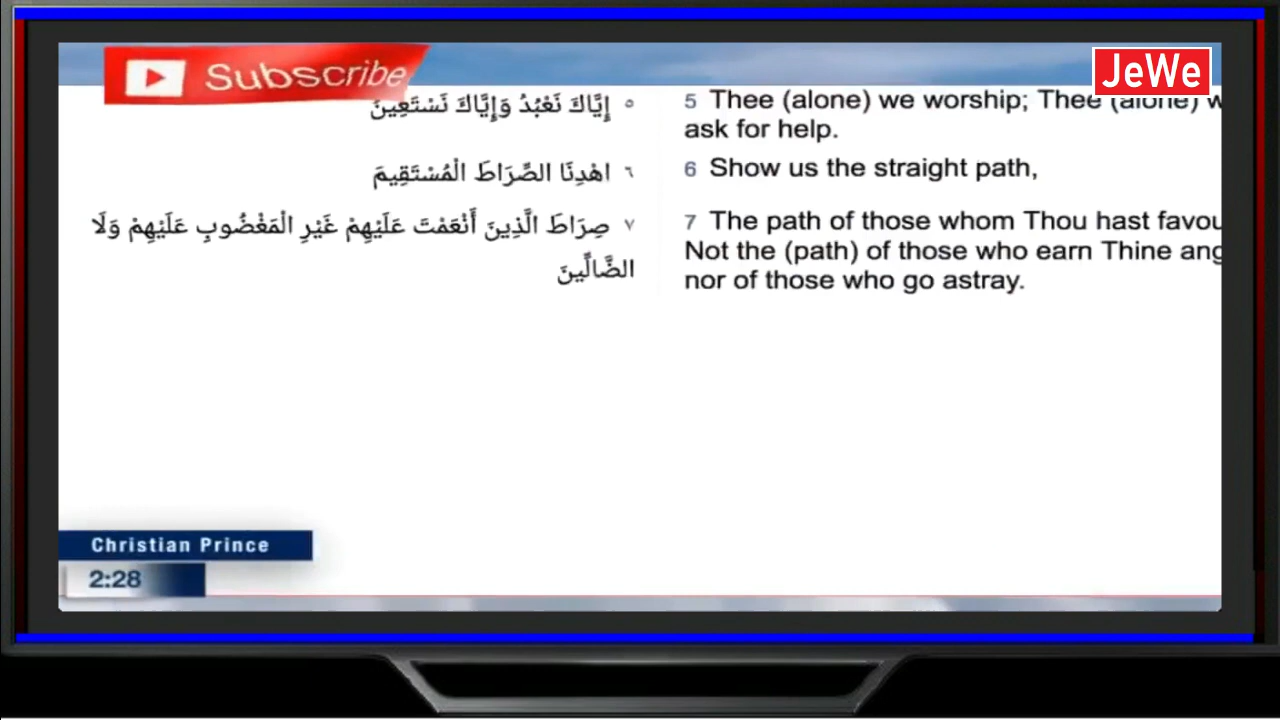 Subscribe
JeWe
٥ إِيَّاكَ نَعْبُدُ وَإِيَّاكَ نَسْتَعِينَ
5 Thee (alone) we worship; Thee (alone) w
ask for help.
٦ اهْدِنَا الصِّرَاطَ الْمُسْتَقِيمَ
6 Show us the straight path,
٧ صِرَاطَ الَّذِينَ أَنْعَمْتَ عَلَيْهِمْ غَيْرِ الْمَغْضُوبِ عَلَيْهِمْ وَلَا
الضَّالِّينَ
7 The path of those whom Thou hast favou
Not the (path) of those who earn Thine ang
nor of those who go astray.
Christian Prince
2:28